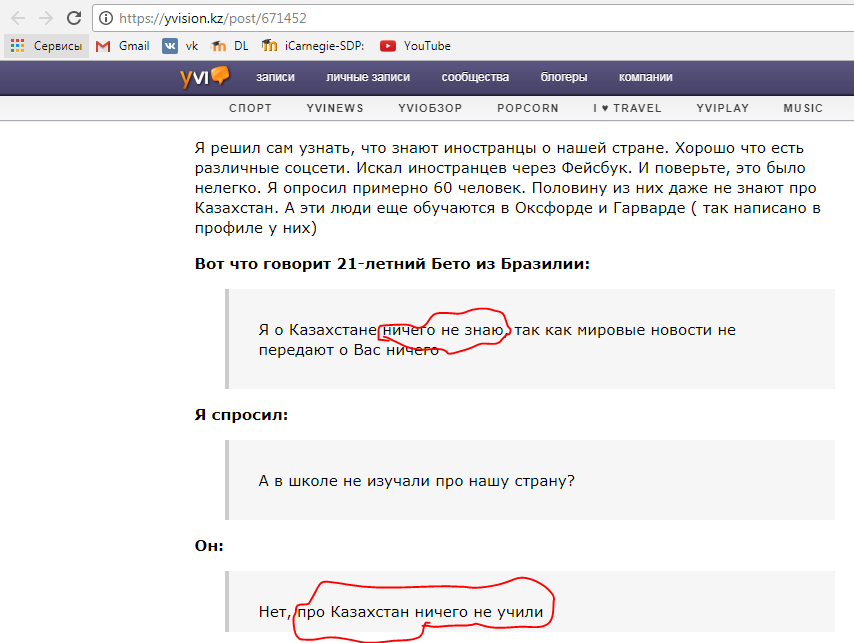 https://yvision.kz/post/671452
Сервисы Gmail vk DL iCarnegie-SDP: YouTube
yvi записи личные записи сообщества блогеры компании
СПОРТ YVINEWS YVIОБЗОР POPCORN I ♥ TRAVEL YVIPLAY MUSIC
Я решил сам узнать, что знают иностранцы о нашей стране. Хорошо что есть
различные соцсети. Искал иностранцев через Фейсбук. И поверьте, это было
нелегко. Я опросил примерно 60 человек. Половину из них даже не знают про
Казахстан. А эти люди еще обучаются в Оксфорде и Гарварде ( так написано в
профиле у них)
Вот что говорит 21-летний Бето из Бразилии:
Я о Казахстане ничего не знаю, так как мировые новости не
передают о Вас ничего
Я спросил:
А в школе не изучали про нашу страну?
Он:
Нет, про Казахстан ничего не учили